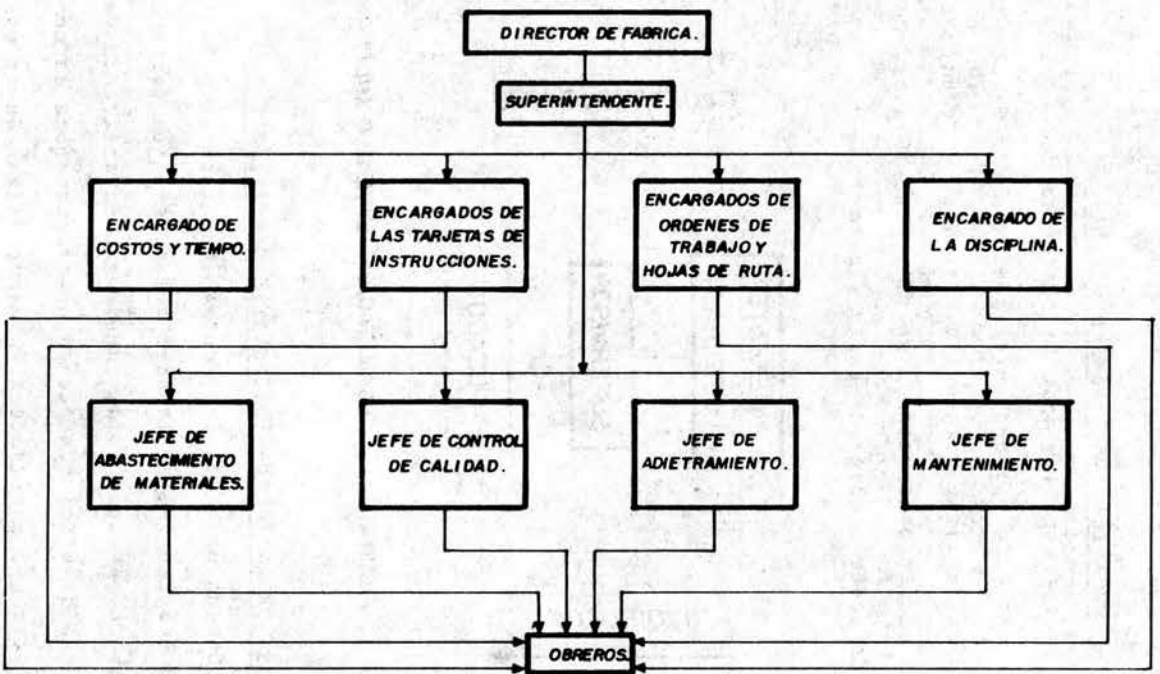 DIRECTOR DE FABRICA.
SUPERINTENDENTE.
ENCARGADO DE
COSTOS Y TIEMPO.
ENCARGADOS DE
LAS TARJETAS DE
INSTRUCCIONES.
ENCARGADOS DE
ORDENES DE
TRABAJO Y
HOJAS DE RUTA.
ENCARGADO DE
LA DISCIPLINA.
JEFE DE
ABASTECIMIENTO
DE MATERIALES.
JEFE DE CONTROL
DE CALIDAD.
JEFE DE
ADIETRAMIENTO.
JEFE DE
MANTENIMIENTO.
OBREROS.